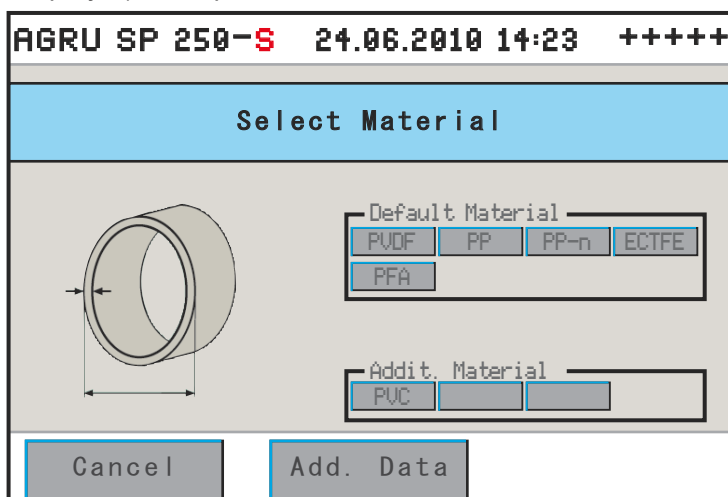 AGRU SP 250-S 24.06.2010 14:23 +++++
Select Material
Default Material
PVDF PP PP-n ECTFE
PFA
Addit. Material
PVC
Cancel Add. Data